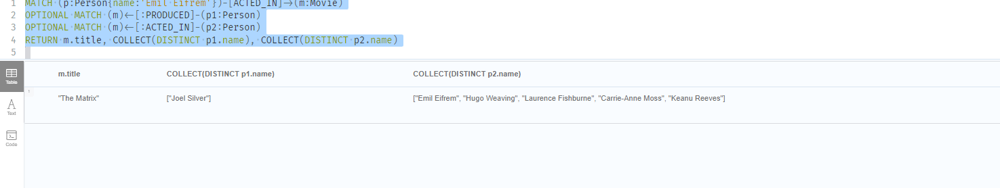 1 MATCH (p:Person{name:'Emil Eifrem'})-[ACTED_IN]->(m:Movie)
2 OPTIONAL MATCH (m)<-[:PRODUCED]-(p1:Person)
3 OPTIONAL MATCH (m)<-[:ACTED_IN]-(p2:Person)
4 RETURN m.title, COLLECT(DISTINCT p1.name), COLLECT(DISTINCT p2.name)
5
Table
m.title COLLECT(DISTINCT p1.name) COLLECT(DISTINCT p2.name)
1
"The Matrix" ["Joel Silver"] ["Emil Eifrem", "Hugo Weaving", "Laurence Fishburne", "Carrie-Anne Moss", "Keanu Reeves"]
A
Text
Code